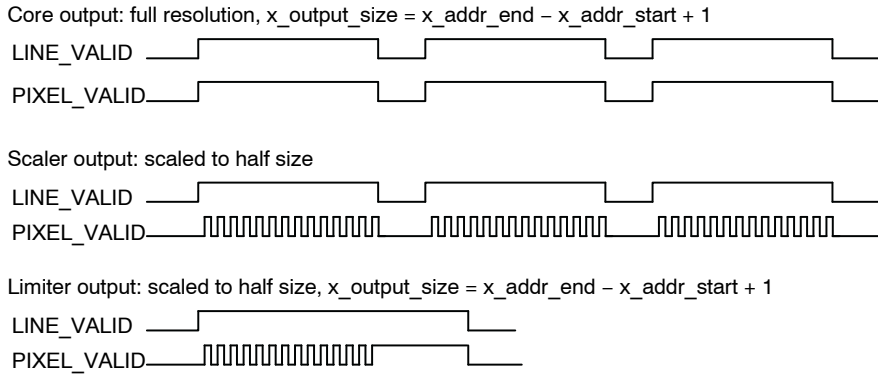 Core output: full resolution, x_output_size = x_addr_end − x_addr_start + 1
LINE_VALID
PIXEL_VALID
Scaler output: scaled to half size
LINE_VALID
PIXEL_VALID
Limiter output: scaled to half size, x_output_size = x_addr_end − x_addr_start + 1
LINE_VALID
PIXEL_VALID